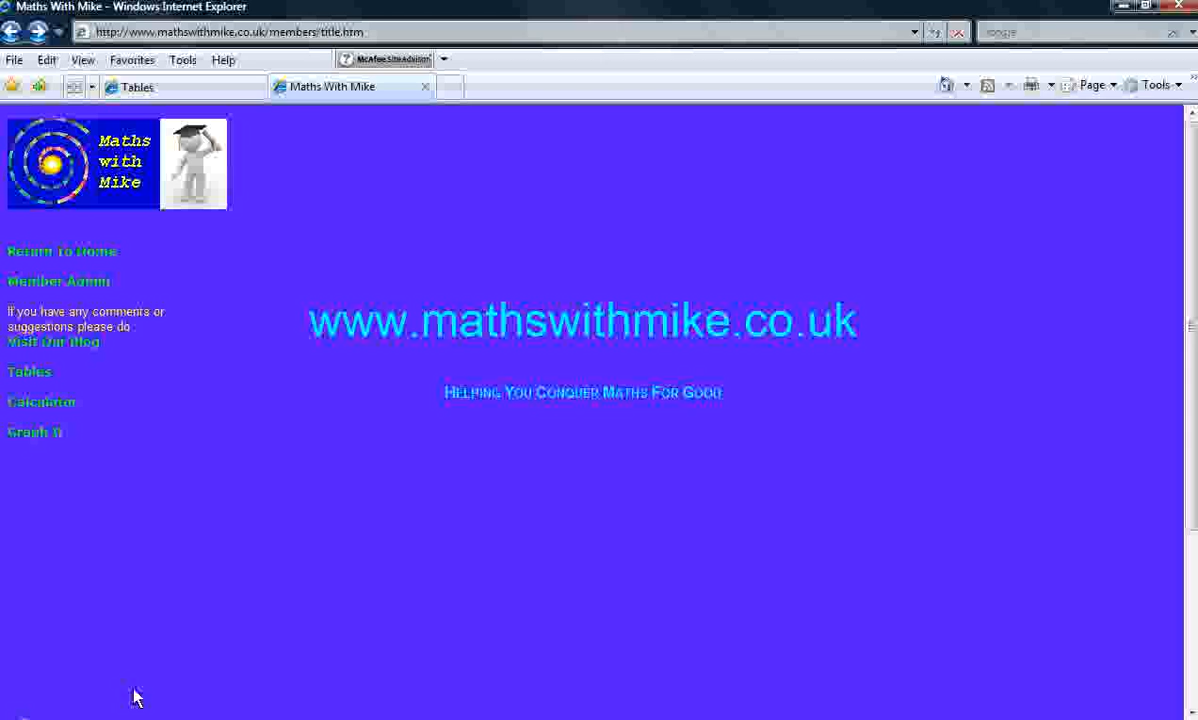 Maths With Mike - Windows Internet Explorer
http://www.mathswithmike.co.uk/members/title.htm
Google
File Edit View Favorites Tools Help
McAfee SiteAdvisor
Tables
Maths With Mike
Page
Tools
Maths
with
Mike
Return To Home
Member Admin
If you have any comments or
suggestions please do
Visit Our Blog
Tables
Calculator
Graph It
www.mathswithmike.co.uk
Helping You Conquer Maths For Good